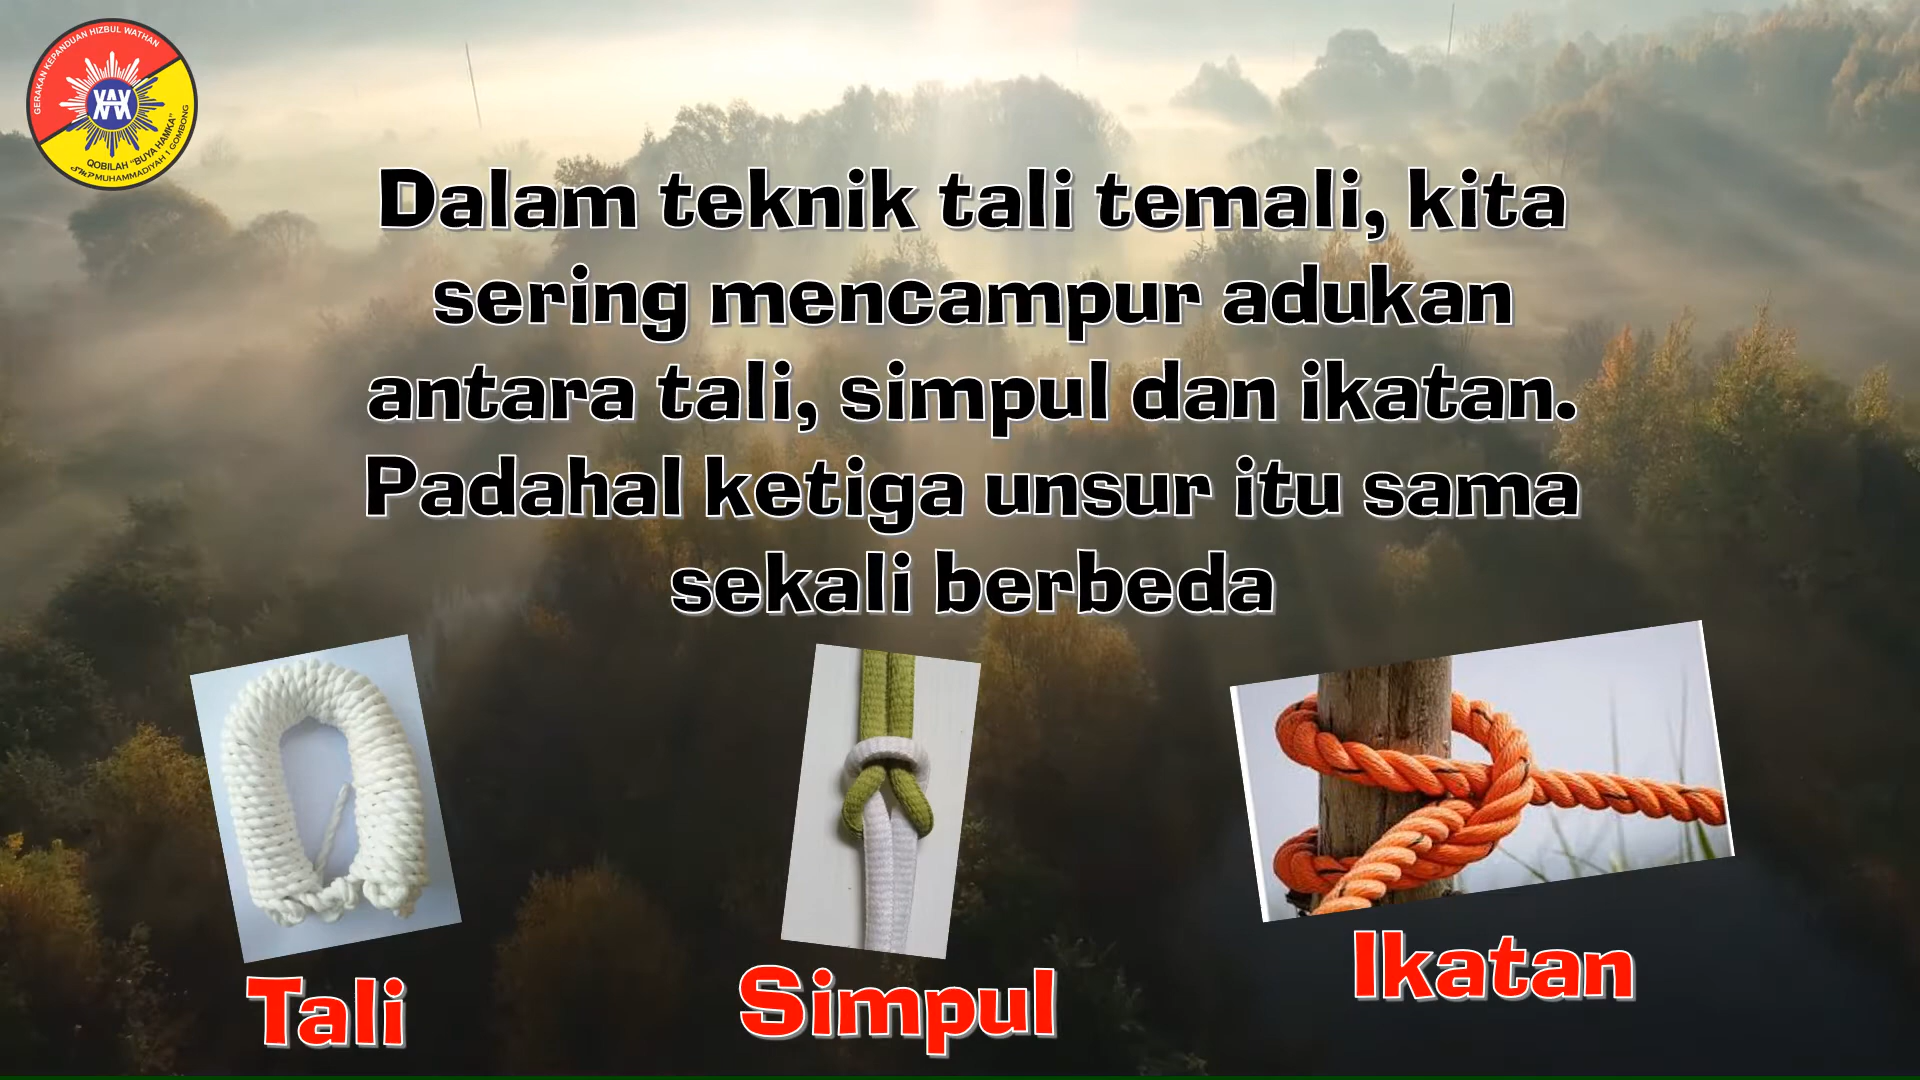 GERAKAN KEPANDUAN HIZBUL WATHAN
QOBILAH "BUYA HAMKA"
SMP MUHAMMADIYAH 1 GOMBONG
Dalam teknik tali temali, kita
sering mencampur adukan
antara tali, simpul dan ikatan.
Padahal ketiga unsur itu sama
sekali berbeda
Tali
Simpul
Ikatan